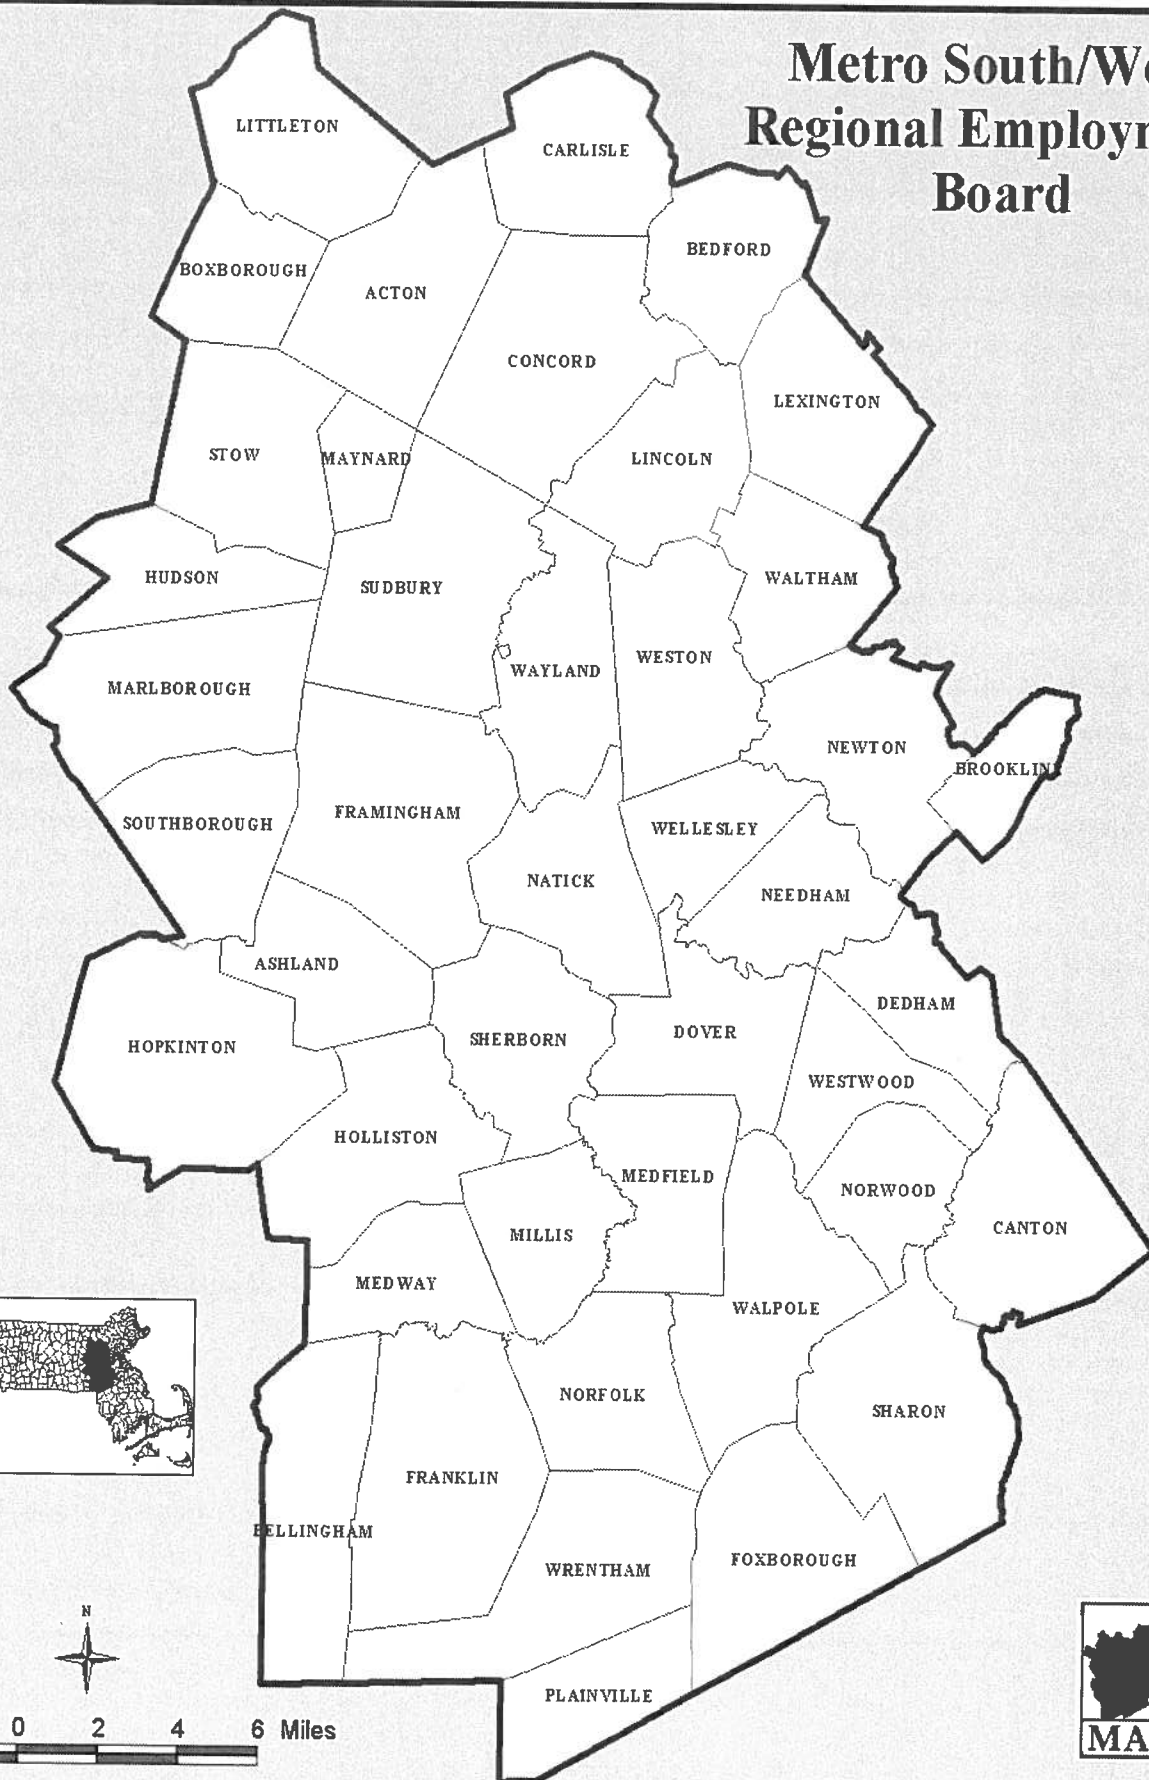 Metro South/We
Regional Employm
Board
LITTLETON
CARLISLE
BEDFORD
BOXBOROUGH
ACTON
CONCORD
LEXINGTON
STOW
MAYNARD
LINCOLN
HUDSON
SUDBURY
WALTHAM
MARLBOROUGH
WAYLAND
WESTON
NEWTON
BROOKLINE
SOUTHBOROUGH
FRAMINGHAM
WELLESLEY
NATICK
NEEDHAM
ASHLAND
DEDHAM
HOPKINTON
SHERBORN
DOVER
WESTWOOD
HOLLISTON
MEDFIELD
NORWOOD
MILLIS
CANTON
MEDWAY
WALPOLE
NORFOLK
SHARON
FRANKLIN
BELLINGHAM
WRENTHAM
FOXBOROUGH
PLAINVILLE
N
0 2 4 6 Miles
MA